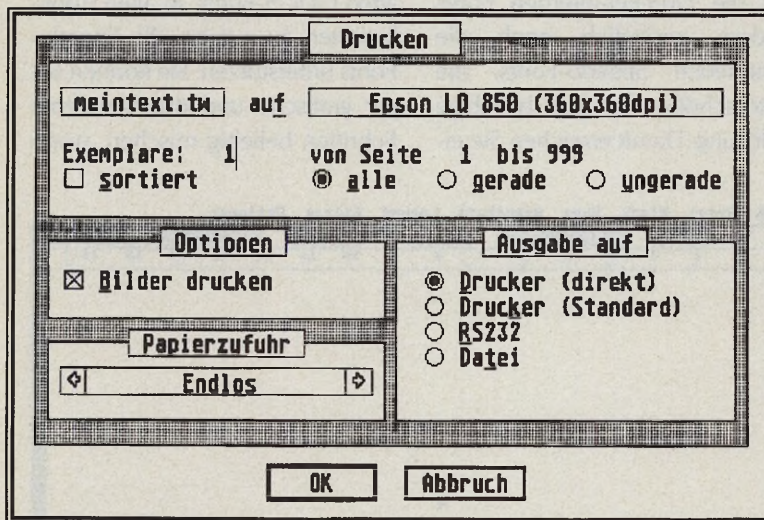 Drucken
meintext.tw auf Epson LQ 850 (360x360dpi)
Exemplare: 1 von Seite 1 bis 999
sortiert alle gerade ungerade
Optionen
Bilder drucken
Papierzufuhr
Endlos
Ausgabe auf
Drucker (direkt)
Drucker (Standard)
RS232
Datei
OK Abbruch